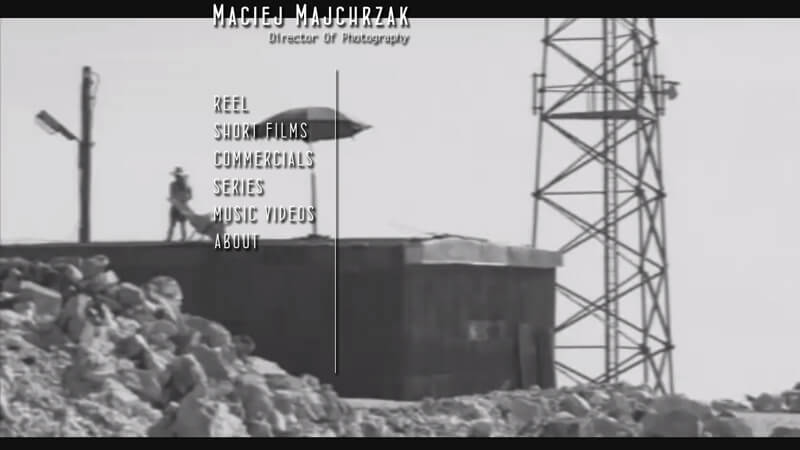 Maciej Majchrzak
Director Of Photography
REEL
SHORT FILMS
COMMERCIALS
SERIES
MUSIC VIDEOS
ABOUT